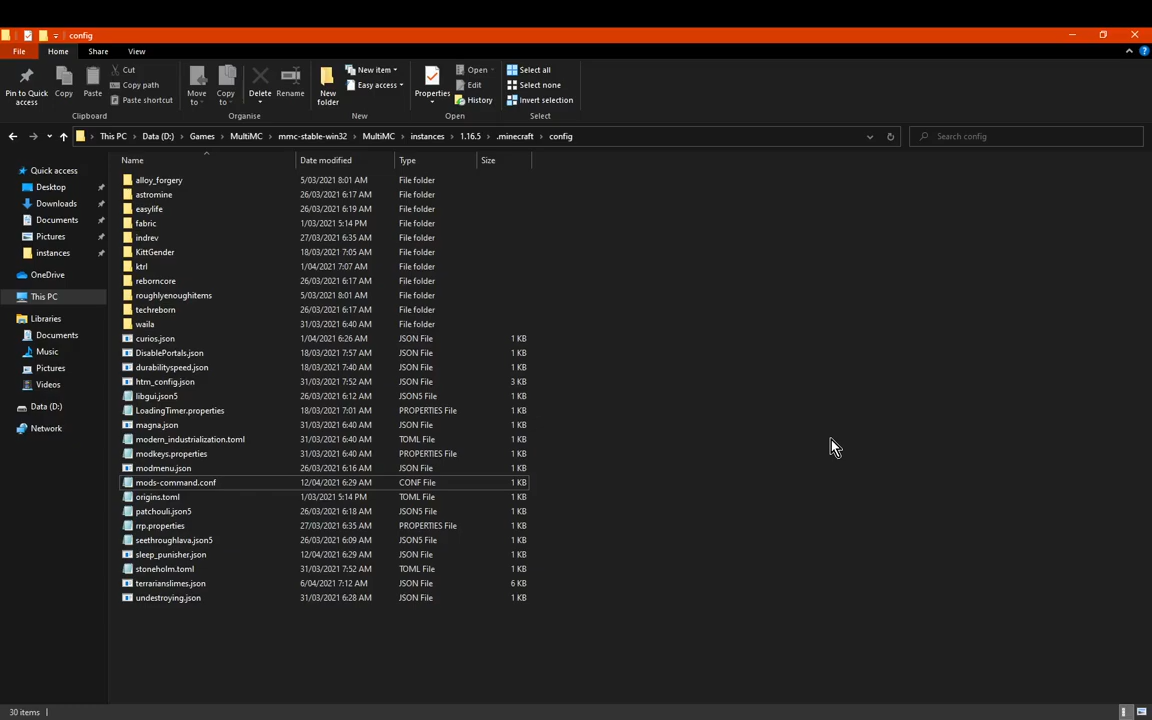 config
File Home Share View
Pin to Quick access
Copy
Paste
Cut
Copy path
Paste shortcut
Clipboard
Move to
Copy to
Delete
Rename
Organise
New folder
New item
Easy access
New
Properties
Open
Edit
History
Open
Select all
Select none
Invert selection
Select
This PC > Data (D:) > Games > MultiMC > mmc-stable-win32 > MultiMC > instances > 1.16.5 > .minecraft > config
Search config
Quick access
Desktop
Downloads
Documents
Pictures
instances
OneDrive
This PC
Libraries
Documents
Music
Pictures
Videos
Data (D:)
Network
Name Date modified Type Size
alloy_forgery 5/03/2021 8:01 AM File folder
astromine 26/03/2021 6:17 AM File folder
easylife 26/03/2021 6:19 AM File folder
fabric 1/03/2021 5:14 PM File folder
indrev 27/03/2021 6:35 AM File folder
KittGender 18/03/2021 7:05 AM File folder
ktrl 1/04/2021 7:07 AM File folder
reborncore 26/03/2021 6:17 AM File folder
roughlyenoughitems 5/03/2021 8:01 AM File folder
techreborn 26/03/2021 6:17 AM File folder
waila 31/03/2021 6:40 AM File folder
curios.json 1/04/2021 6:26 AM JSON File 1 KB
DisablePortals.json 18/03/2021 7:57 AM JSON File 1 KB
durabilityspeed.json 18/03/2021 7:40 AM JSON File 1 KB
htm_config.json 31/03/2021 7:52 AM JSON File 3 KB
libgui.json5 26/03/2021 6:12 AM JSON5 File 1 KB
LoadingTimer.properties 18/03/2021 7:01 AM PROPERTIES File 1 KB
magna.json 31/03/2021 6:40 AM JSON File 1 KB
modern_industrialization.toml 31/03/2021 6:40 AM TOML File 1 KB
modkeys.properties 31/03/2021 6:40 AM PROPERTIES File 1 KB
modmenu.json 26/03/2021 6:16 AM JSON File 1 KB
mods-command.conf 12/04/2021 6:29 AM CONF File 1 KB
origins.toml 1/03/2021 5:14 PM TOML File 1 KB
patchouli.json5 26/03/2021 6:18 AM JSON5 File 1 KB
rrp.properties 27/03/2021 6:35 AM PROPERTIES File 1 KB
seethroughlava.json5 26/03/2021 6:09 AM JSON5 File 1 KB
sleep_punisher.json 12/04/2021 6:29 AM JSON File 1 KB
stoneholm.toml 31/03/2021 7:52 AM TOML File 1 KB
terrarianslimes.json 6/04/2021 7:12 AM JSON File 6 KB
undestroying.json 31/03/2021 6:28 AM JSON File 1 KB
30 items